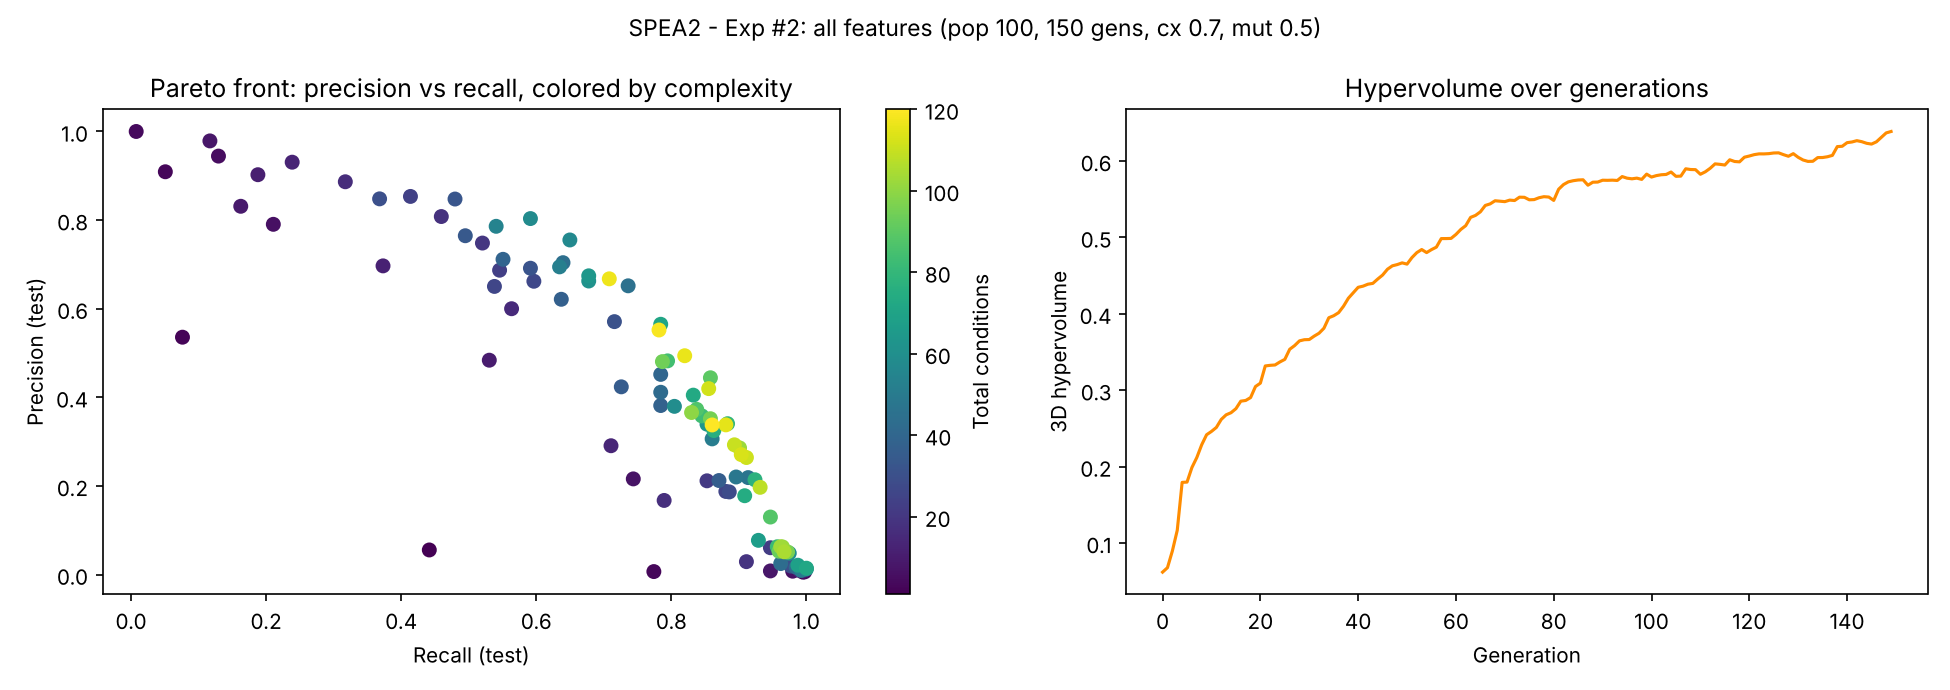 SPEA2 - Exp #2: all features (pop 100, 150 gens, cx 0.7, mut 0.5)
Pareto front: precision vs recall, colored by complexity
Precision (test)
1.0
0.8
0.6
0.4
0.2
0.0
0.0 0.2 0.4 0.6 0.8 1.0
Recall (test)
120
100
80
60
40
20
Total conditions
Hypervolume over generations
3D hypervolume
0.6
0.5
0.4
0.3
0.2
0.1
0 20 40 60 80 100 120 140
Generation